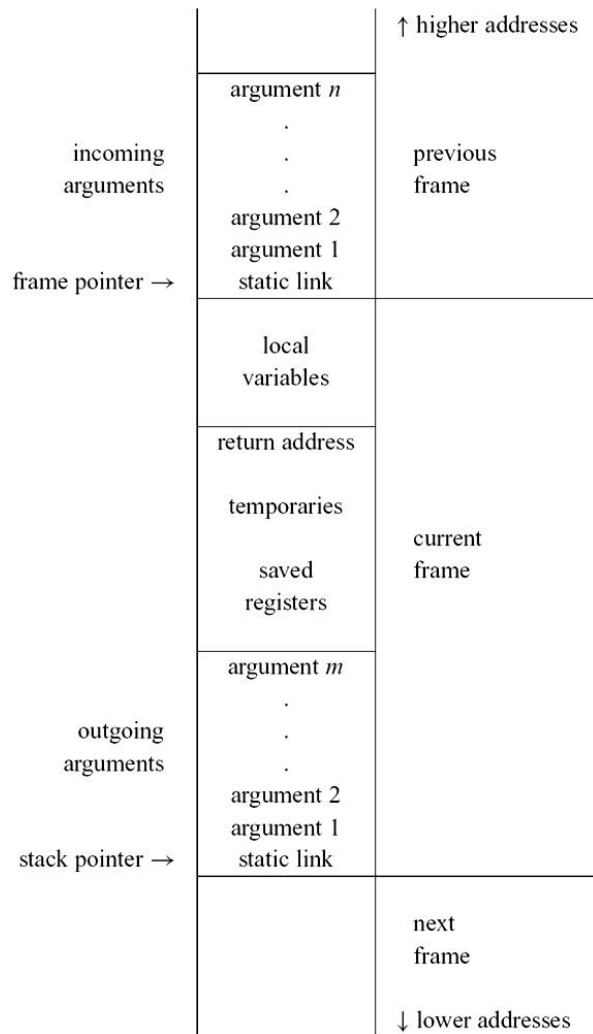 ↑ higher addresses
argument n
.
incoming . previous
arguments . frame
argument 2
argument 1
frame pointer → static link
local
variables
return address
temporaries
current
saved frame
registers
argument m
.
outgoing .
arguments .
argument 2
argument 1
stack pointer → static link
next
frame
↓ lower addresses